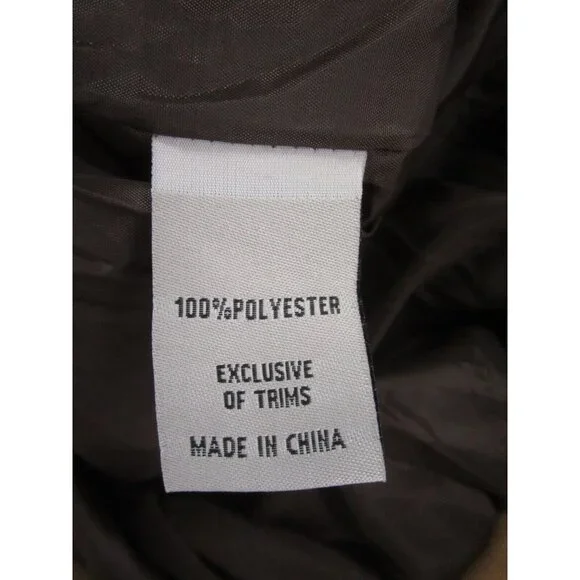 100%POLYESTER
EXCLUSIVE
OF TRIMS
MADE IN CHINA